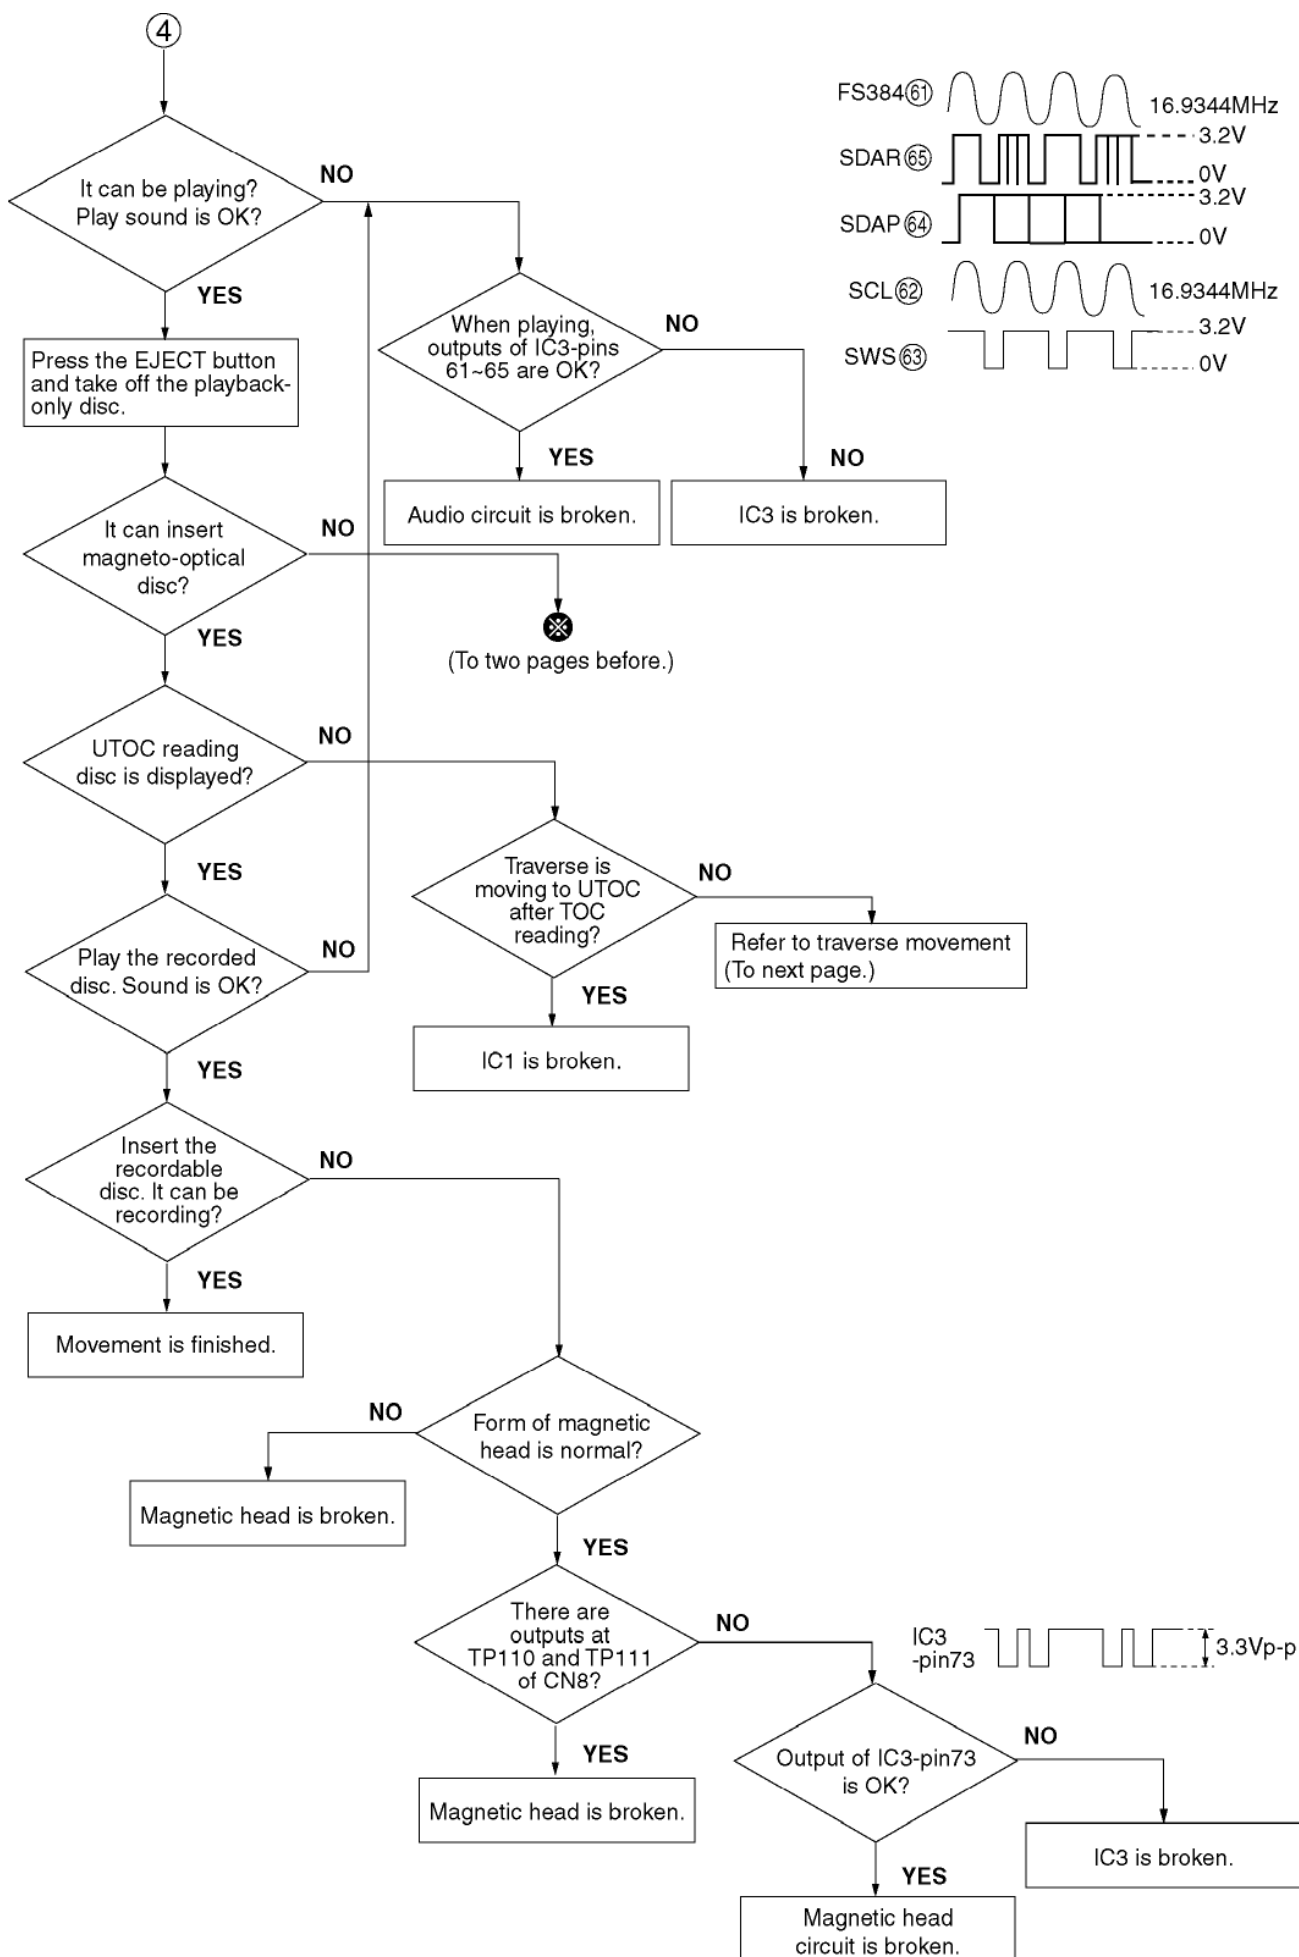 4
It can be playing?
Play sound is OK?
NO
YES
FS384 61
16.9344MHz
SDAR 65
3.2V
0V
SDAP 64
3.2V
0V
SCL 62
16.9344MHz
SWS 63
3.2V
0V
Press the EJECT button
and take off the playback-
only disc.
When playing,
outputs of IC3-pins
61~65 are OK?
NO
YES
NO
Audio circuit is broken.
IC3 is broken.
It can insert
magneto-optical
disc?
NO
YES
※
(To two pages before.)
UTOC reading
disc is displayed?
NO
YES
Traverse is
moving to UTOC
after TOC
reading?
NO
YES
Refer to traverse movement
(To next page.)
IC1 is broken.
Play the recorded
disc. Sound is OK?
NO
YES
Insert the
recordable
disc. It can be
recording?
NO
YES
Movement is finished.
Form of magnetic
head is normal?
NO
YES
Magnetic head is broken.
There are
outputs at
TP110 and TP111
of CN8?
NO
YES
Magnetic head is broken.
IC3
-pin73
3.3Vp-p
Output of IC3-pin73
is OK?
NO
YES
IC3 is broken.
Magnetic head
circuit is broken.